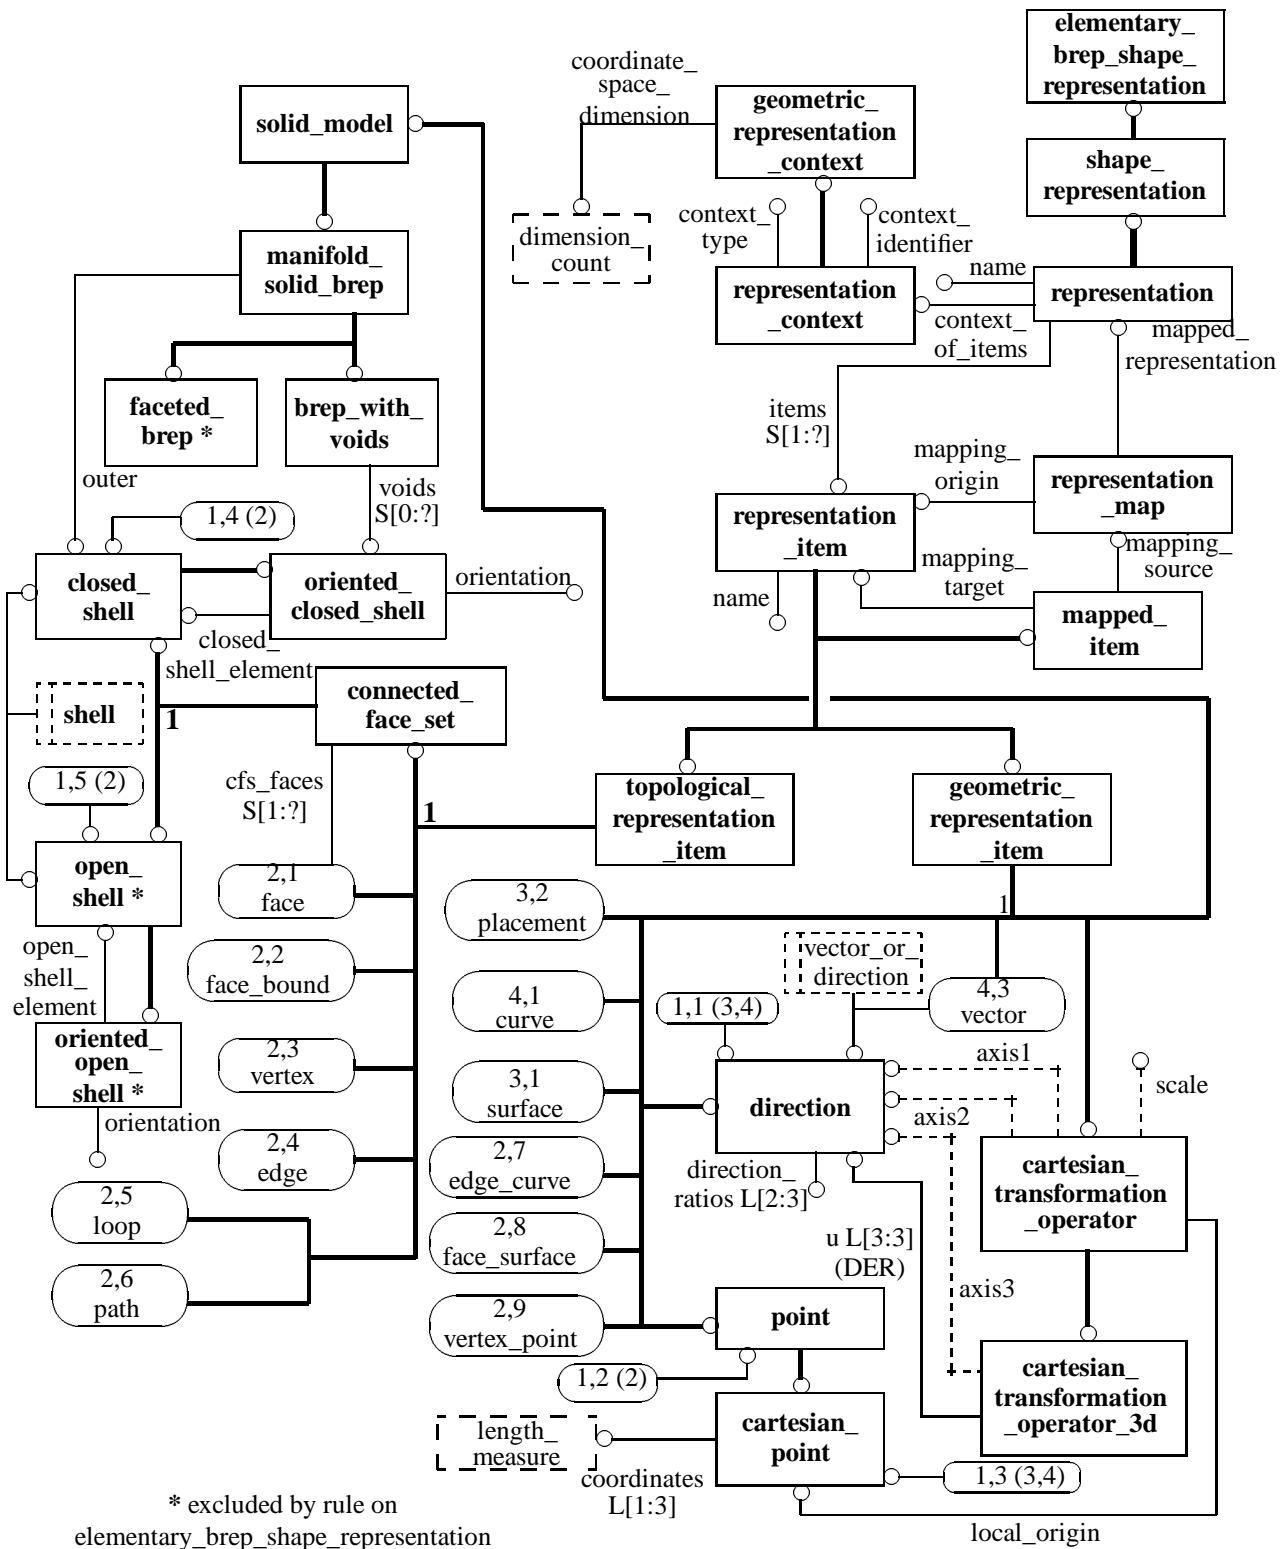 elementary_
brep_shape_
representation
coordinate_
space_
dimension
geometric_
representation
_context
solid_model
shape_
representation
context_
type
context_
identifier
dimension_
count
manifold_
solid_brep
name
representation
_context
representation
context_
of_items
mapped_
representation
faceted_
brep *
brep_with_
voids
items
S[1:?]
outer
voids
S[0:?]
mapping_
origin
representation
_map
1,4 (2)
representation
_item
mapping_
source
closed_
shell
oriented_
closed_shell
orientation
mapping_
target
name
mapped_
item
closed_
shell_element
connected_
face_set
shell
1
1,5 (2)
cfs_faces
S[1:?]
1
topological_
representation
_item
geometric_
representation
_item
open_
shell *
2,1
face
3,2
placement
1
open_
shell_
element
2,2
face_bound
vector_or_
direction
4,1
curve
1,1 (3,4)
4,3
vector
oriented_
open_
shell *
2,3
vertex
axis1
scale
3,1
surface
direction
axis2
orientation
2,4
edge
2,7
edge_curve
direction_
ratios L[2:3]
cartesian_
transformation
_operator
2,5
loop
2,8
face_surface
u L[3:3]
(DER)
2,6
path
axis3
2,9
vertex_point
point
1,2 (2)
cartesian_
transformation
_operator_3d
length_
measure
cartesian_
point
coordinates
L[1:3]
1,3 (3,4)
* excluded by rule on
elementary_brep_shape_representation
local_origin